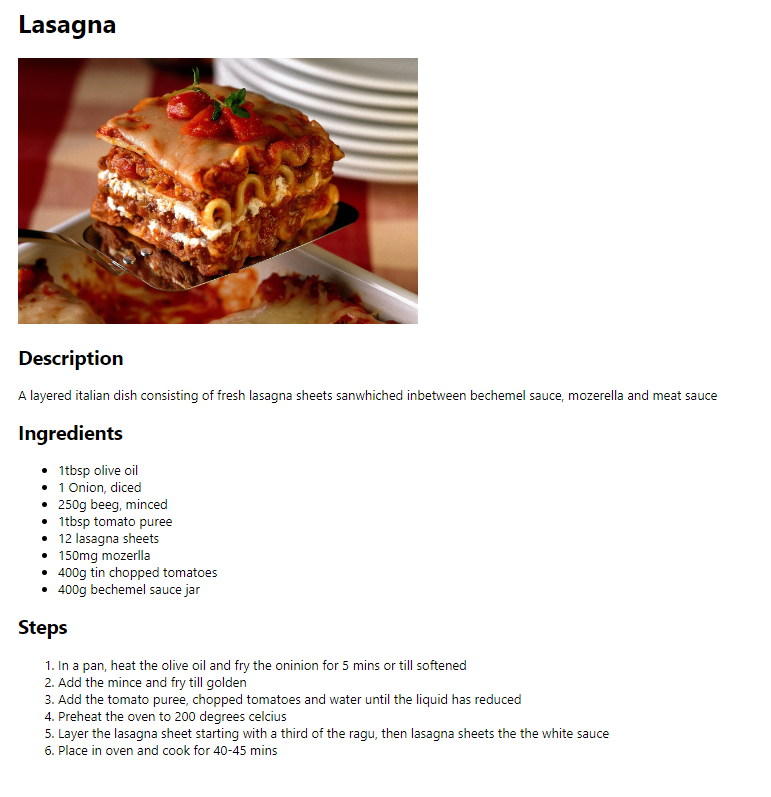 Lasagna
Description
A layered italian dish consisting of fresh lasagna sheets sanwhiched inbetween bechemel sauce, mozerella and meat sauce
Ingredients
• 1tbsp olive oil
• 1 Onion, diced
• 250g beeg, minced
• 1tbsp tomato puree
• 12 lasagna sheets
• 150mg mozerlla
• 400g tin chopped tomatoes
• 400g bechemel sauce jar
Steps
1. In a pan, heat the olive oil and fry the oninion for 5 mins or till softened
2. Add the mince and fry till golden
3. Add the tomato puree, chopped tomatoes and water until the liquid has reduced
4. Preheat the oven to 200 degrees celcius
5. Layer the lasagna sheet starting with a third of the ragu, then lasagna sheets the the white sauce
6. Place in oven and cook for 40-45 mins